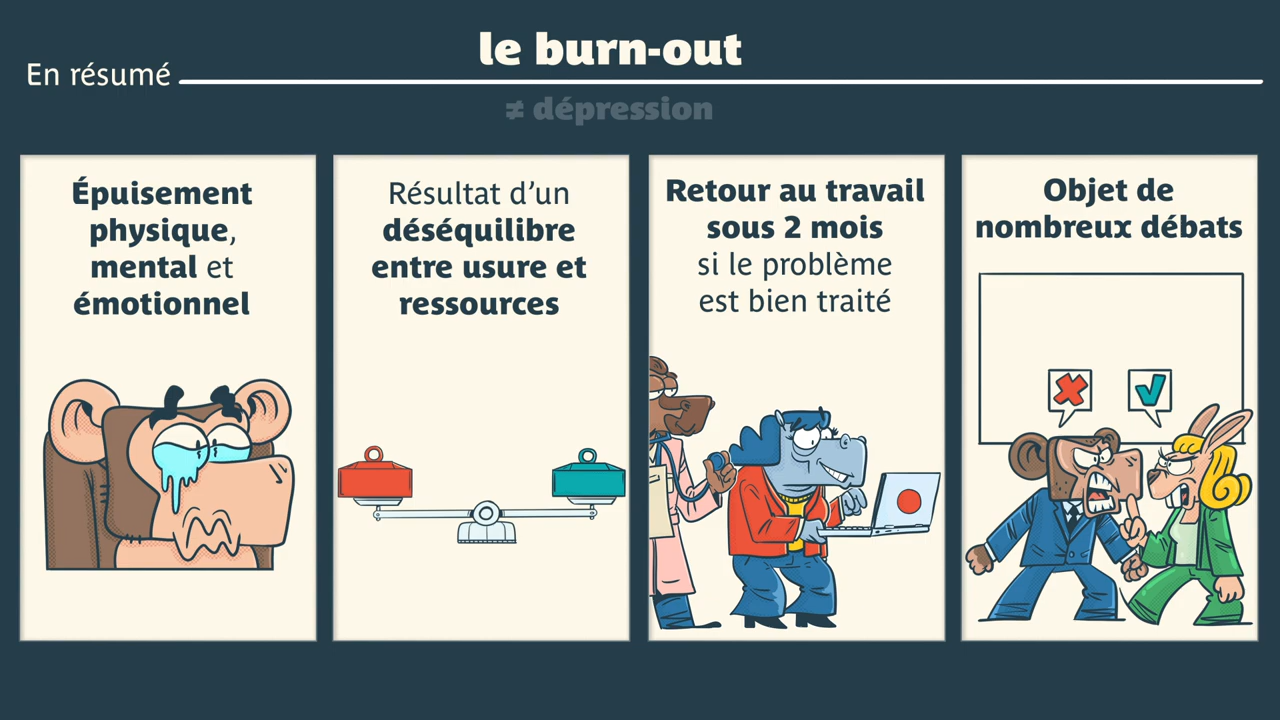 le burn-out
En résumé
≠ dépression
Épuisement
physique,
mental et
émotionnel
Résultat d'un
déséquilibre
entre usure et
ressources
Retour au travail
sous 2 mois
si le problème
est bien traité
Objet de
nombreux débats